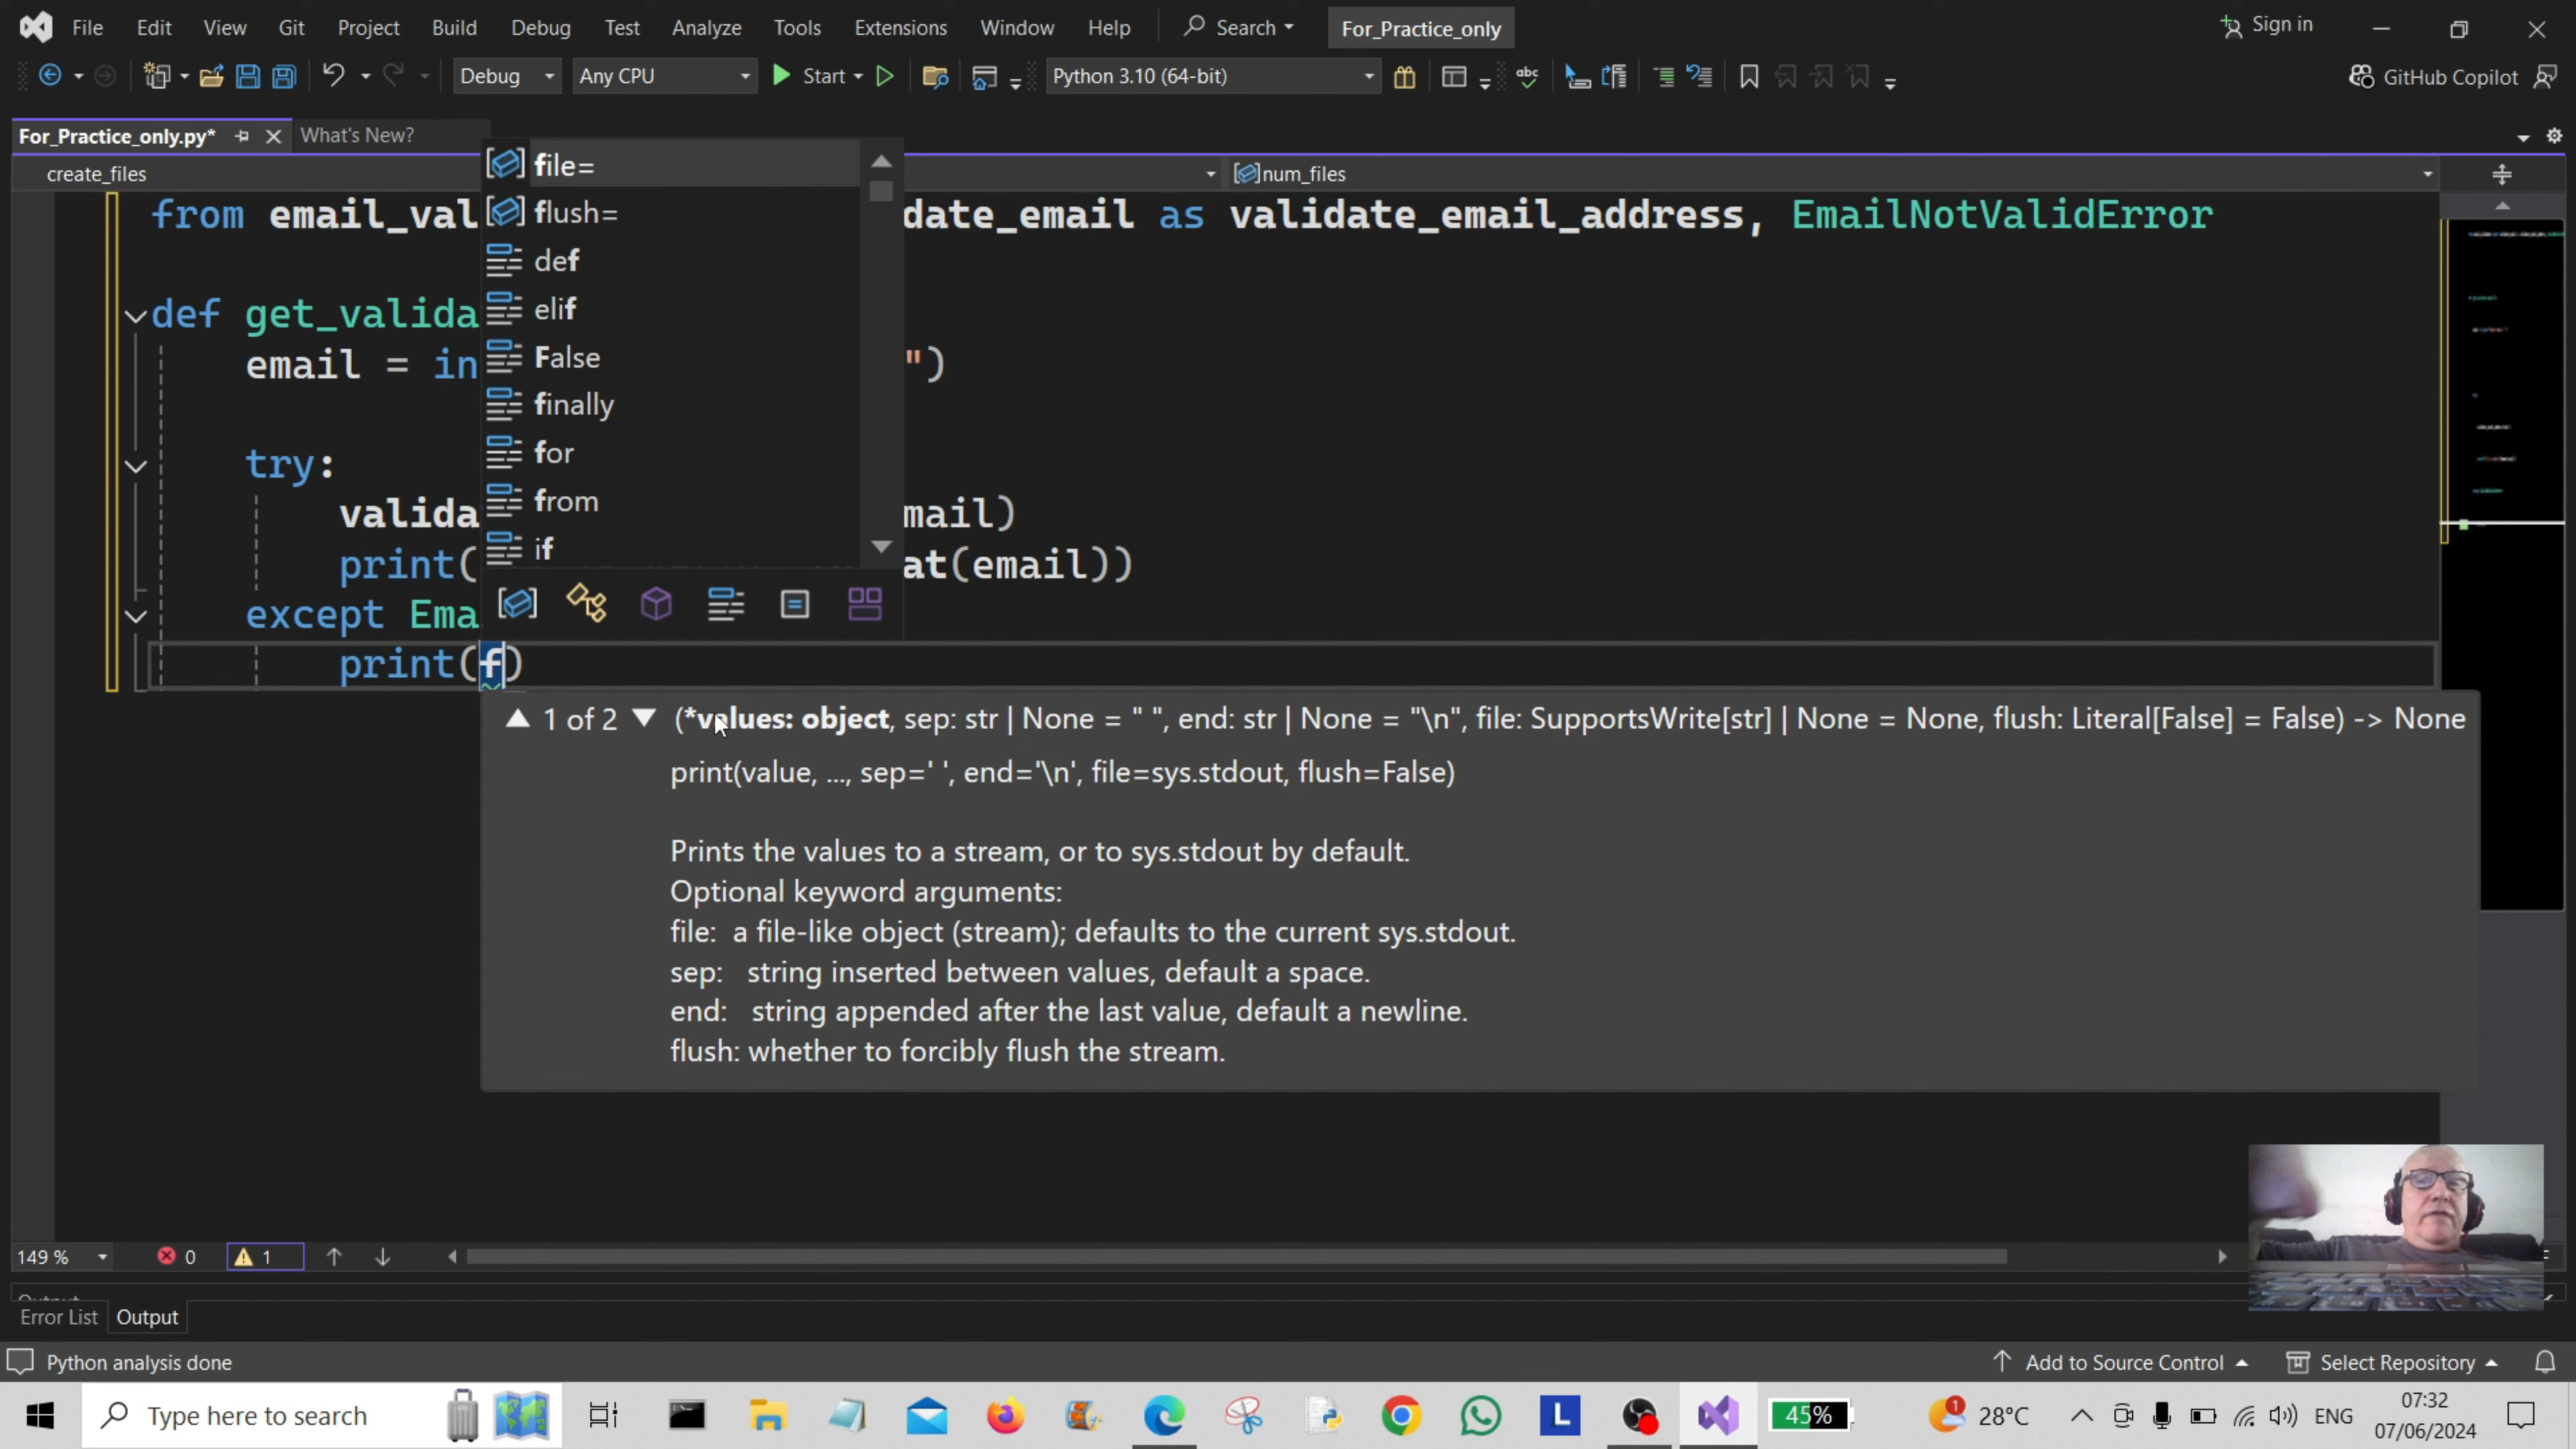 File Edit View Git Project Build Debug Test Analyze Tools Extensions Window Help Search For_Practice_only Sign in
Debug Any CPU Start Python 3.10 (64-bit) abc GitHub Copilot
For_Practice_only.py* What's New?
create_files num_files
from email_val date_email as validate_email_address, EmailNotValidError
def get_valida
email = in ")
try:
valida mail)
print( at(email))
except Ema
print(f)
file=
flush=
def
elif
False
finally
for
from
if
1 of 2 (*values: object, sep: str | None = " ", end: str | None = "\n", file: SupportsWrite[str] | None = None, flush: Literal[False] = False) -> None
print(value, ..., sep=' ', end='\n', file=sys.stdout, flush=False)
Prints the values to a stream, or to sys.stdout by default.
Optional keyword arguments:
file: a file-like object (stream); defaults to the current sys.stdout.
sep: string inserted between values, default a space.
end: string appended after the last value, default a newline.
flush: whether to forcibly flush the stream.
149 % 0 1
Output
Error List Output
Python analysis done Add to Source Control Select Repository
Type here to search L 45% 1 28°C ENG 07:32
07/06/2024